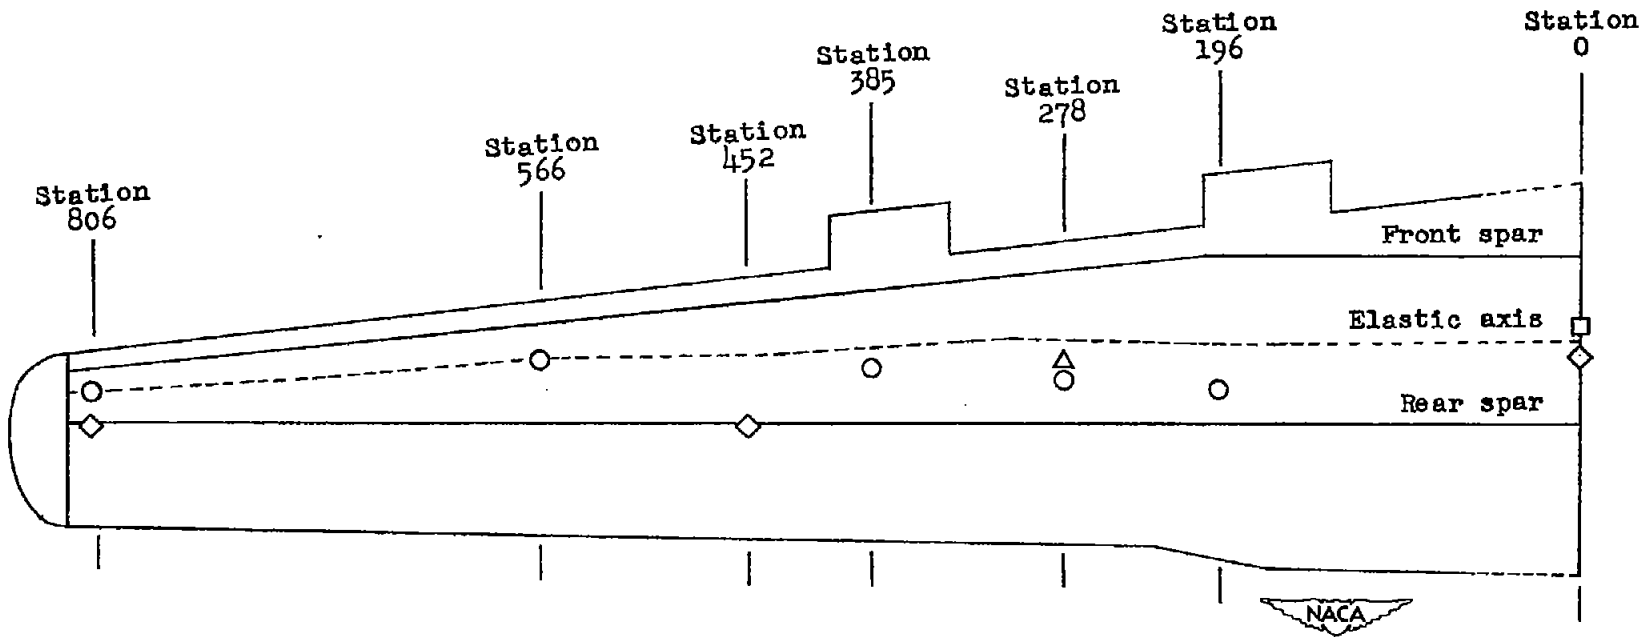 Station
0
Station
196
Station
385
Station
278
Station
452
Station
566
Station
806
Front spar
Elastic axis
Rear spar
NACA